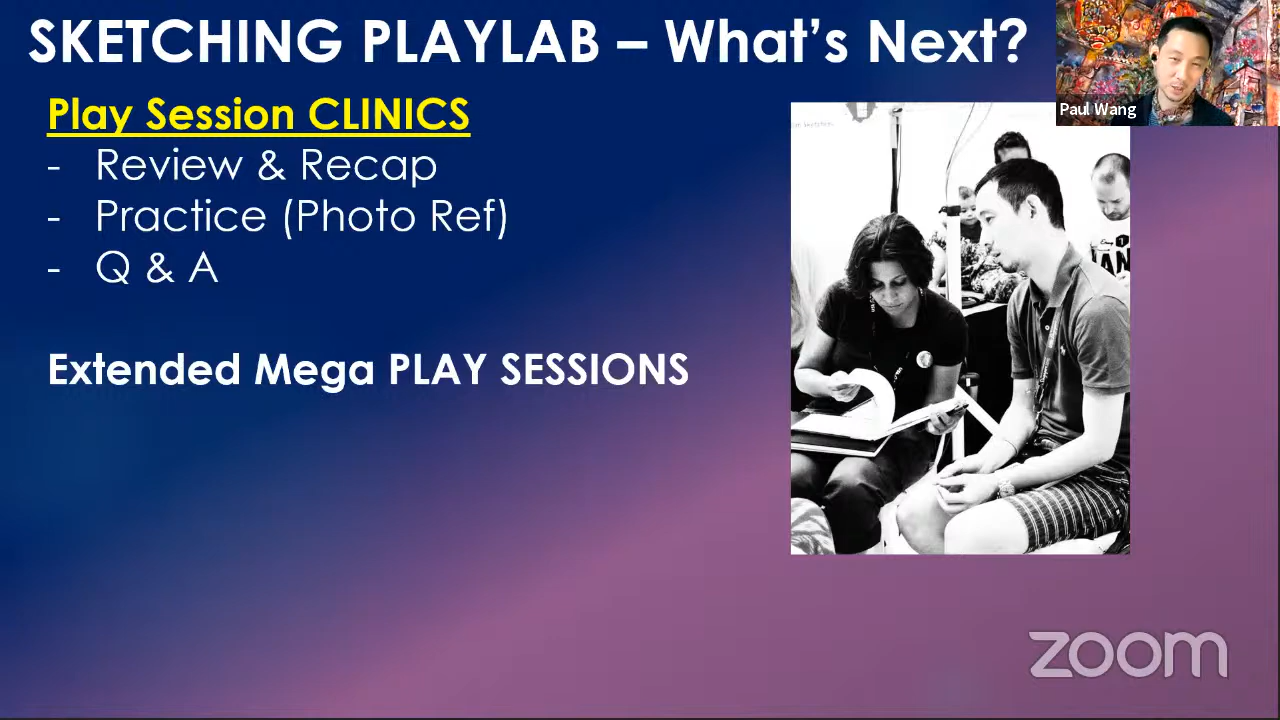 SKETCHING PLAYLAB – What's Next?
Paul Wang
Play Session CLINICS
- Review & Recap
- Practice (Photo Ref)
- Q & A
Extended Mega PLAY SESSIONS
zoom